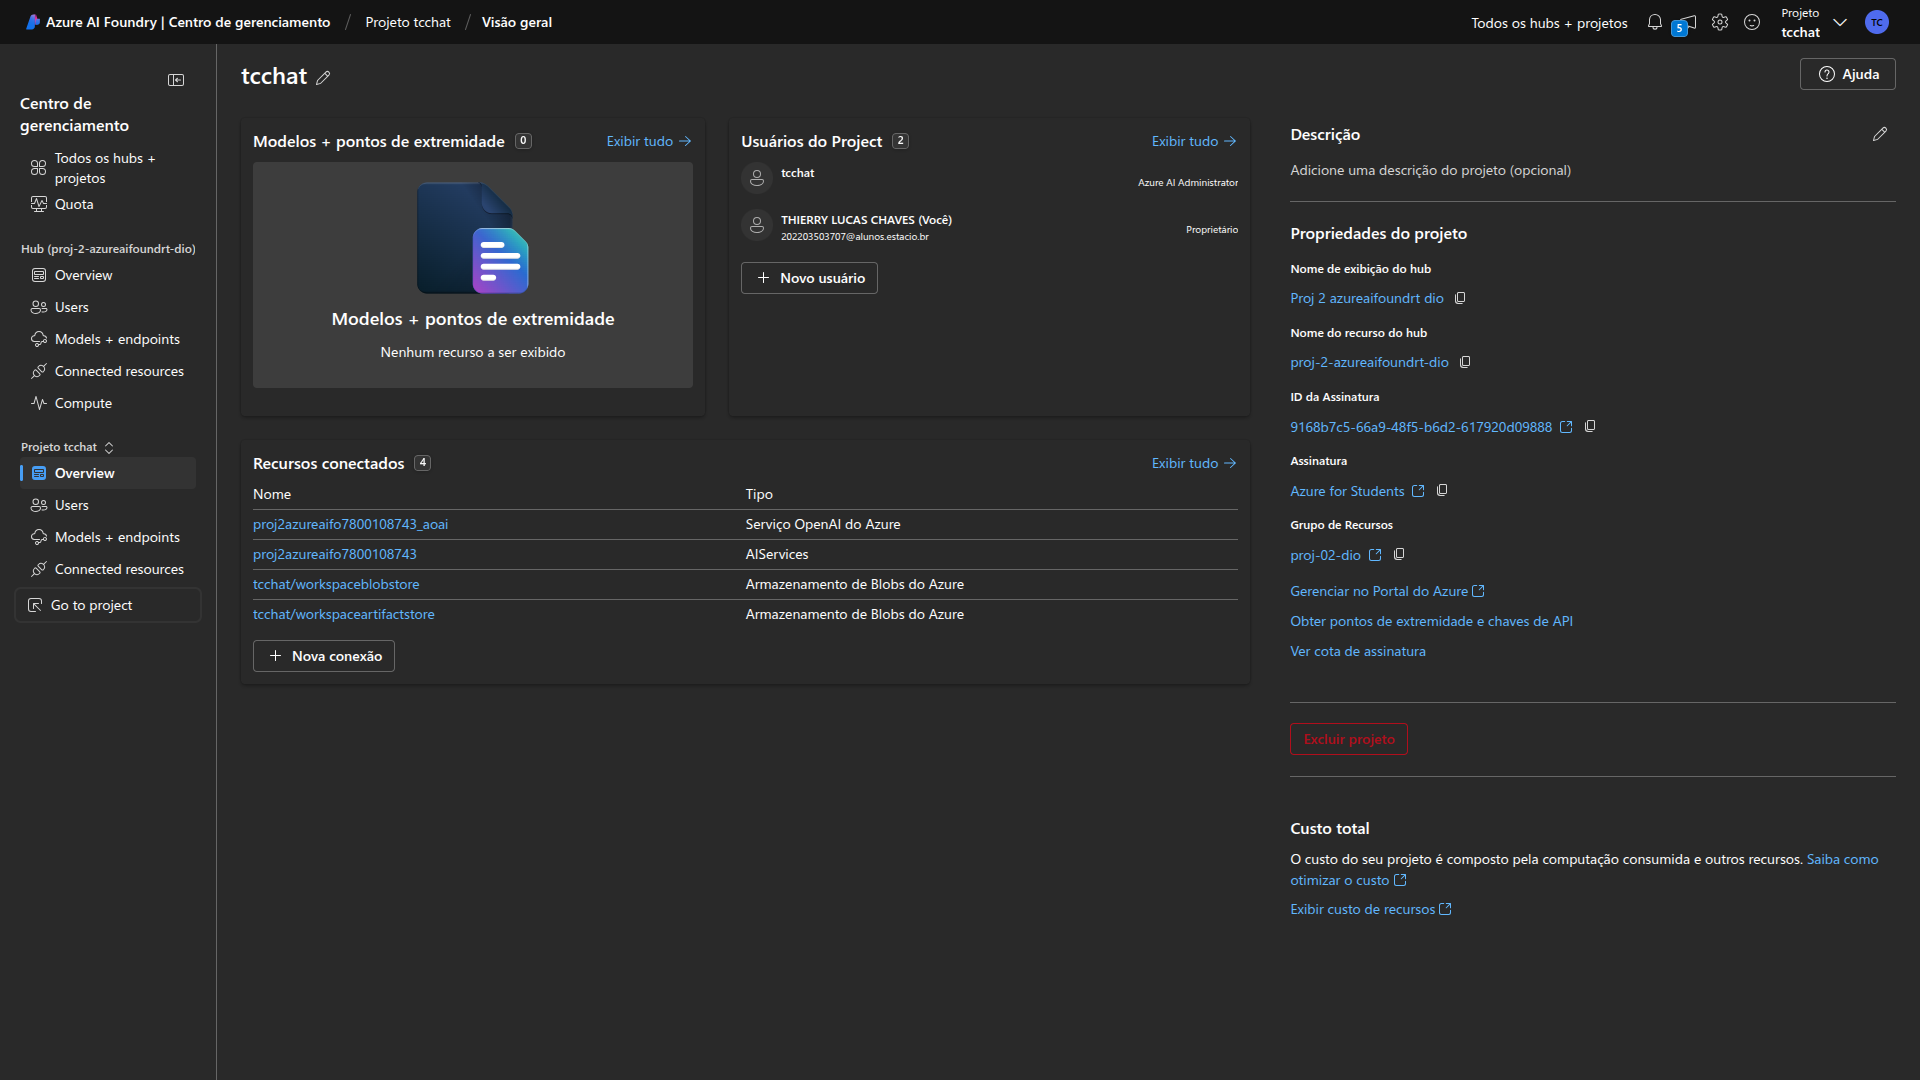 Azure AI Foundry | Centro de gerenciamento / Projeto tcchat / Visão geral
Todos os hubs + projetos
5
Projeto
tcchat
TC
Centro de
gerenciamento
Todos os hubs +
projetos
Quota
Hub (proj-2-azureaifoundrt-dio)
Overview
Users
Models + endpoints
Connected resources
Compute
Projeto tcchat
Overview
Users
Models + endpoints
Connected resources
Go to project
tcchat
Ajuda
Modelos + pontos de extremidade 0
Exibir tudo
Modelos + pontos de extremidade
Nenhum recurso a ser exibido
Usuários do Project 2
Exibir tudo
tcchat
Azure AI Administrator
THIERRY LUCAS CHAVES (Você)
202203503707@alunos.estacio.br
Proprietário
Novo usuário
Recursos conectados 4
Exibir tudo
Nome Tipo
proj2azureaifo7800108743_aoai Serviço OpenAI do Azure
proj2azureaifo7800108743 AIServices
tcchat/workspaceblobstore Armazenamento de Blobs do Azure
tcchat/workspaceartifactstore Armazenamento de Blobs do Azure
Nova conexão
Descrição
Adicione uma descrição do projeto (opcional)
Propriedades do projeto
Nome de exibição do hub
Proj 2 azureaifoundrt dio
Nome do recurso do hub
proj-2-azureaifoundrt-dio
ID da Assinatura
9168b7c5-66a9-48f5-b6d2-617920d09888
Assinatura
Azure for Students
Grupo de Recursos
proj-02-dio
Gerenciar no Portal do Azure
Obter pontos de extremidade e chaves de API
Ver cota de assinatura
Excluir projeto
Custo total
O custo do seu projeto é composto pela computação consumida e outros recursos. Saiba como
otimizar o custo
Exibir custo de recursos